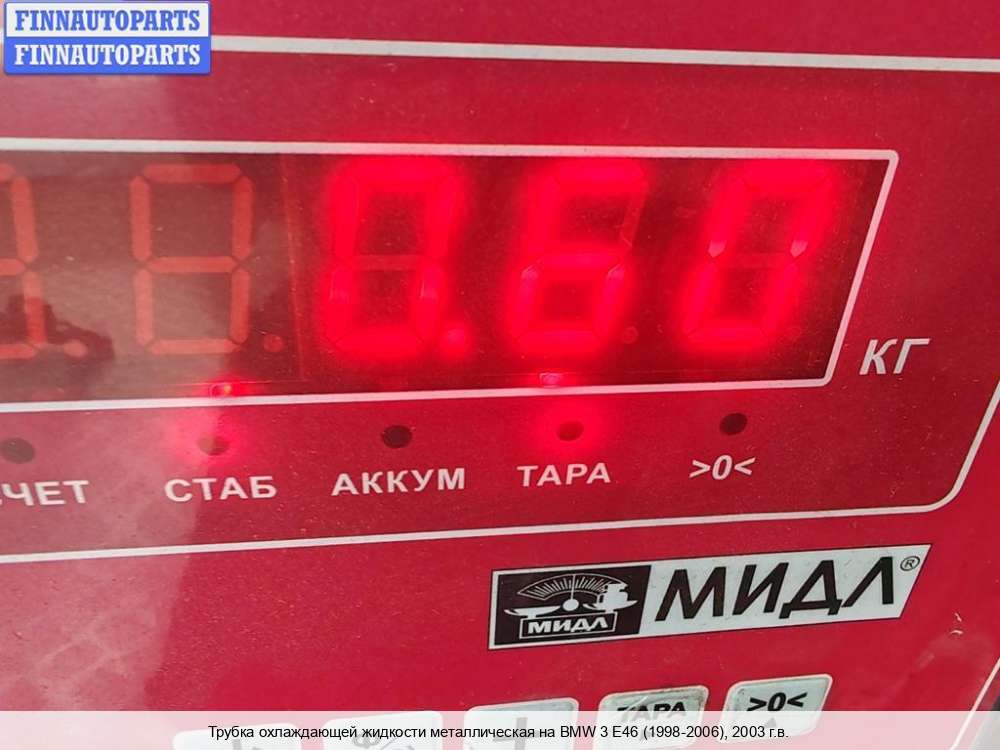 FINNAUTOPARTS
FINNAUTOPARTS
0.60
КГ
ЧЕТ СТАБ АККУМ ТАРА >0<
МИДЛ МИДЛ®
ТАРА >0<
Трубка охлаждающей жидкости металлическая на BMW 3 E46 (1998-2006), 2003 г.в.